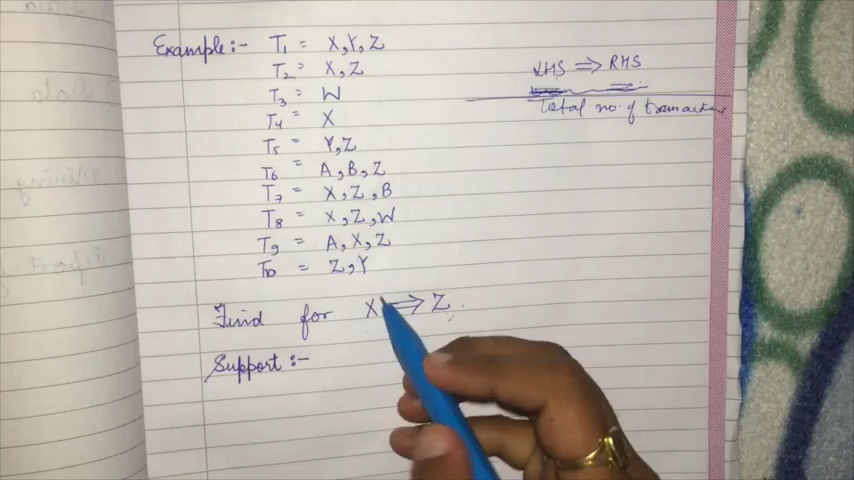 Example:- T1 = X,Y,Z
T2 = X,Z
T3 = W
T4 = X
T5 = Y,Z
T6 = A,B,Z
T7 = X,Z,B
T8 = X,Z,W
T9 = A,X,Z
T10 = Z,Y
LHS ⇒ RHS
Total no. of transaction
Find for X ⇒ Z.
Support :-